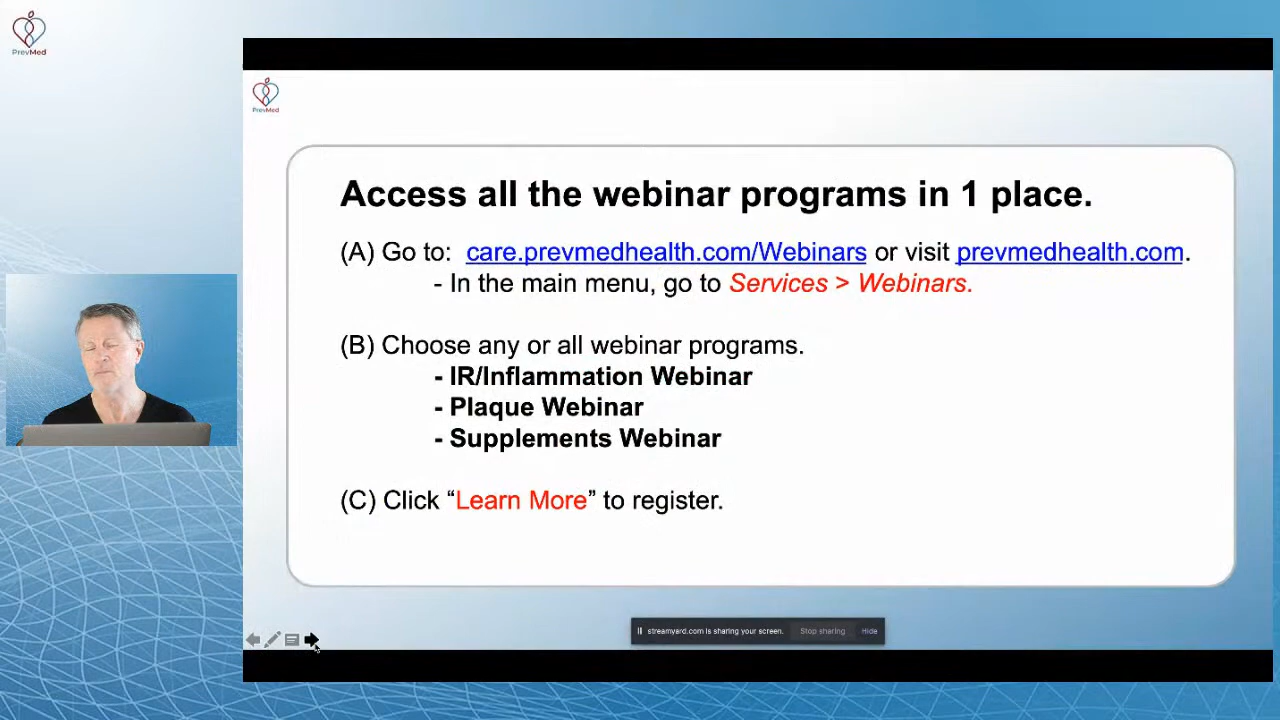 PrevMed
PrevMed
Access all the webinar programs in 1 place.
(A) Go to: care.prevmedhealth.com/Webinars or visit prevmedhealth.com.
- In the main menu, go to Services > Webinars.
(B) Choose any or all webinar programs.
- IR/Inflammation Webinar
- Plaque Webinar
- Supplements Webinar
(C) Click “Learn More” to register.
streamyard.com is sharing your screen. Stop sharing Hide